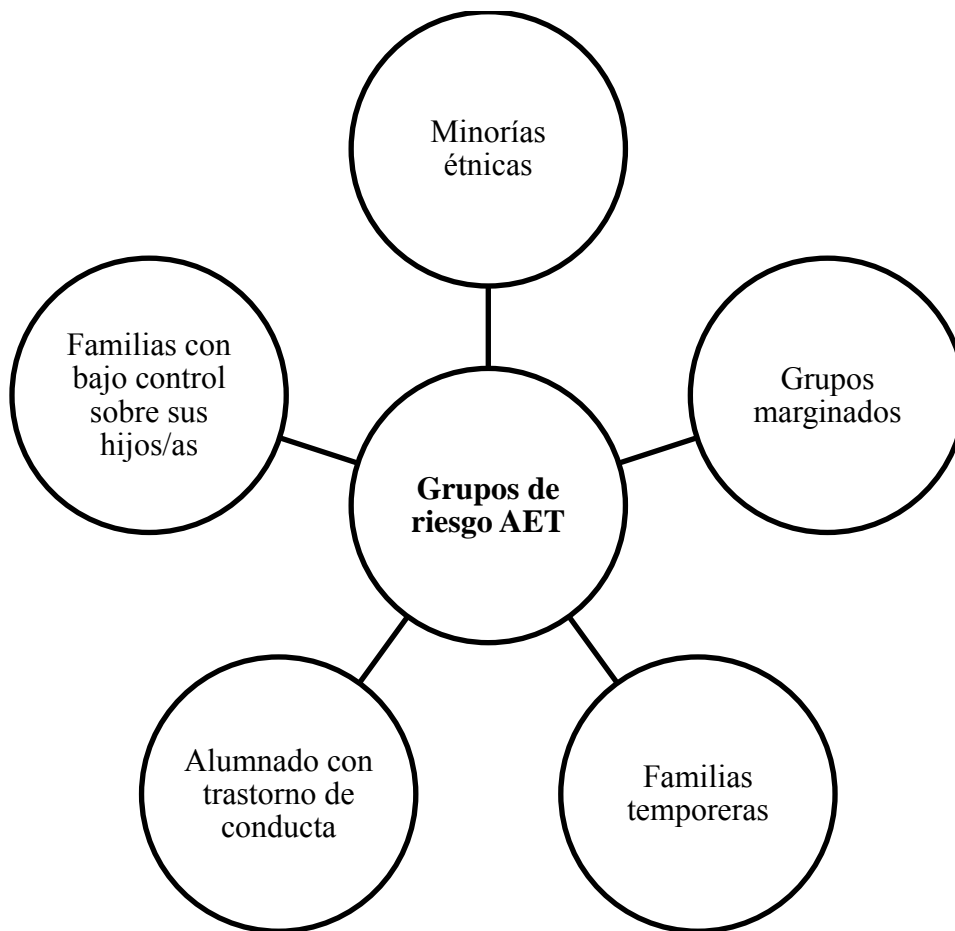 Minorías
étnicas
Familias con
bajo control
sobre sus
hijos/as
Grupos
marginados
Grupos de
riesgo AET
Alumnado con
trastorno de
conducta
Familias
temporeras